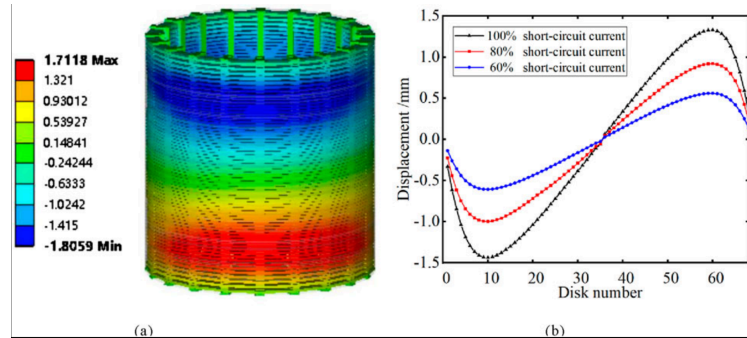 1.7118 Max
1.321
0.93012
0.53927
0.14841
-0.24244
-0.6333
-1.0242
-1.415
-1.8059 Min
(a)
1.5
1.0
0.5
0.0
-0.5
-1.0
-1.5
Displacement /mm
100% short-circuit current
80% short-circuit current
60% short-circuit current
0 10 20 30 40 50 60
Disk number
(b)